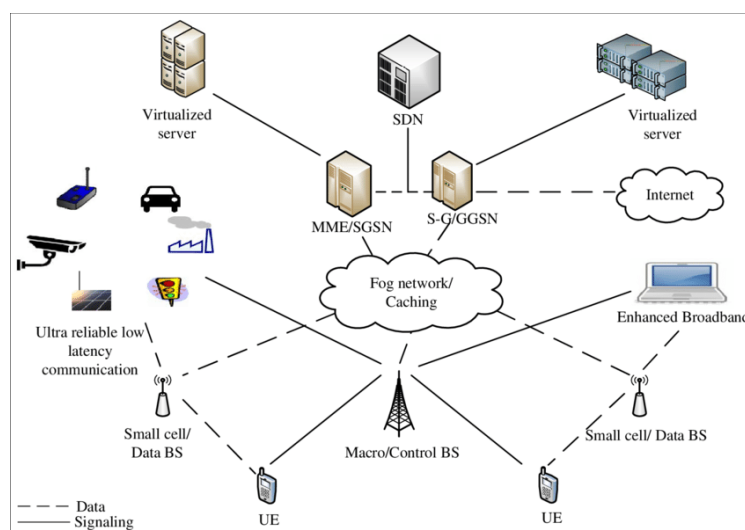 Virtualized
server
SDN
Virtualized
server
MME/SGSN
S-G/GGSN
Internet
Fog network/
Caching
Ultra reliable low
latency
communication
Enhanced Broadband
Small cell/
Data BS
Macro/Control BS
Small cell/ Data BS
UE
UE
Data
Signaling